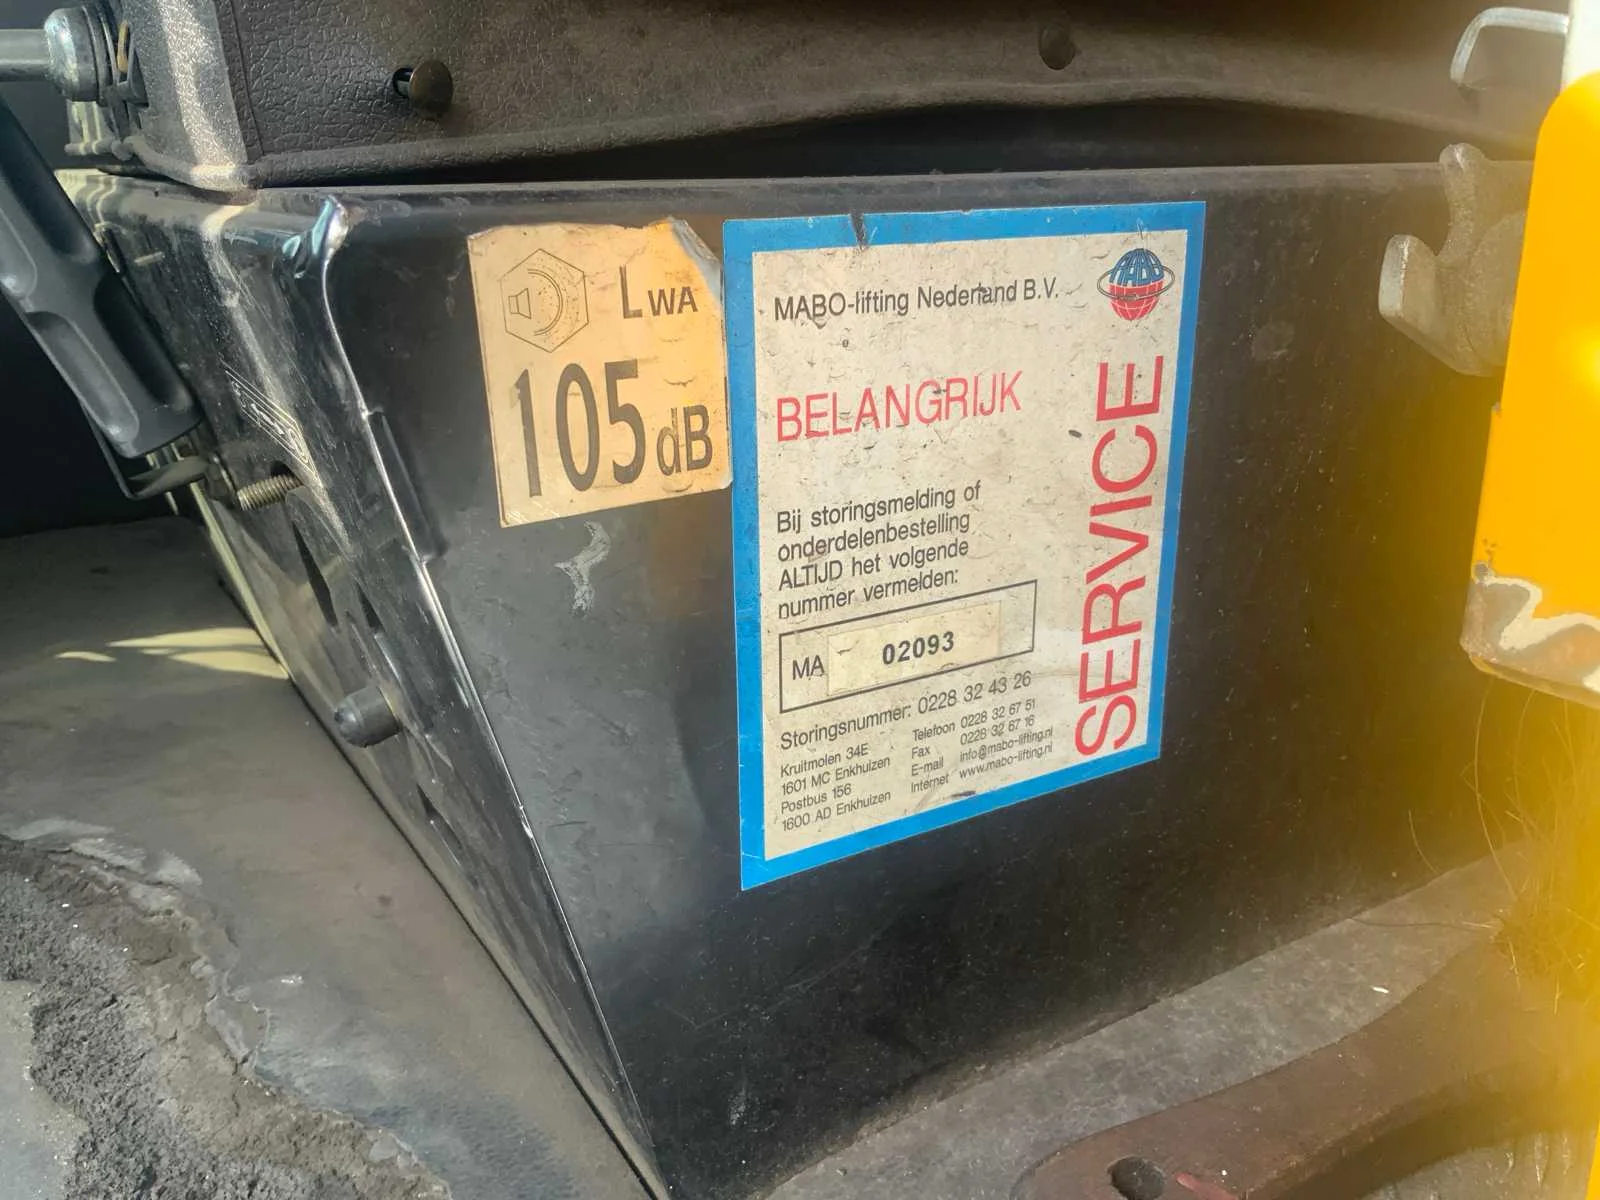 LWA
105 dB
MABO-lifting Nederland B.V.
MABO
BELANGRIJK
SERVICE
Bij storingsmelding of
onderdelenbestelling
ALTIJD het volgende
nummer vermelden:
MA 02093
Storingsnummer: 0228 32 43 26
Kruitmolen 34E
1601 MC Enkhuizen
Postbus 156
1600 AD Enkhuizen
Telefoon 0228 32 67 51
Fax 0228 32 67 16
E-mail info@mabo-lifting.nl
Internet www.mabo-lifting.nl